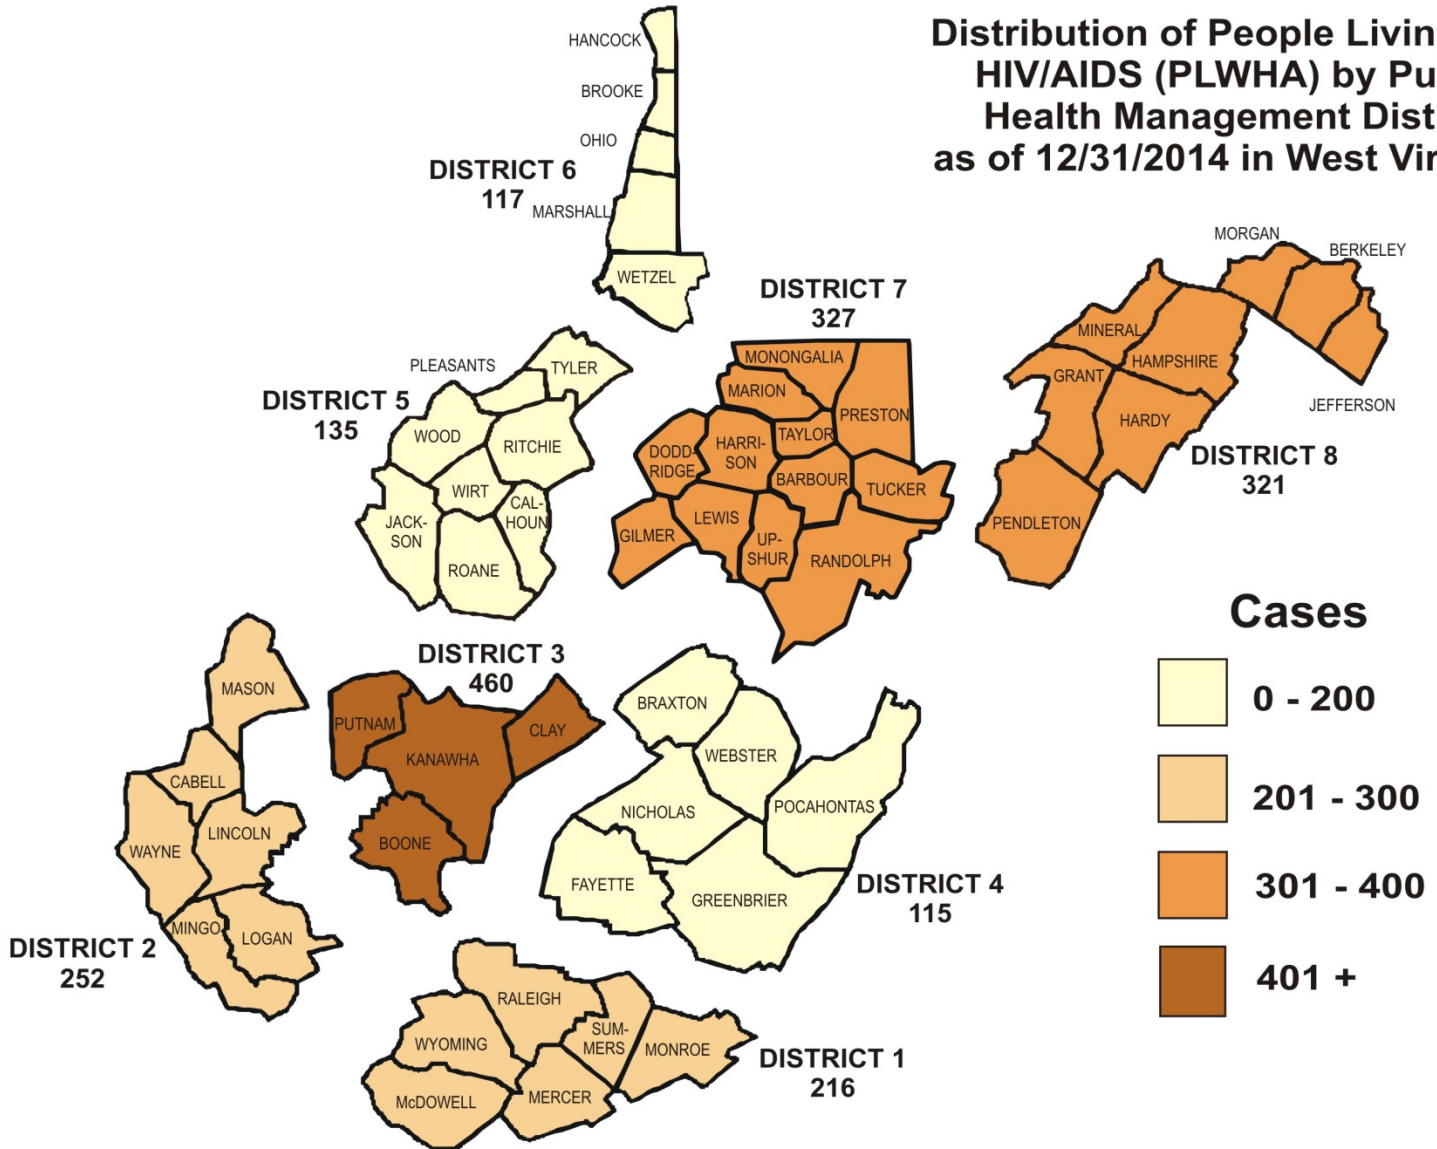 Distribution of People Livin
HIV/AIDS (PLWHA) by Pu
Health Management Dist
as of 12/31/2014 in West Vir
HANCOCK
BROOKE
OHIO
DISTRICT 6
117
MARSHALL
WETZEL
DISTRICT 7
327
MONONGALIA
MARION
PRESTON
TAYLOR
HARRI-
SON
DODD-
RIDGE
BARBOUR
TUCKER
LEWIS
GILMER
UP-
SHUR
RANDOLPH
MORGAN
BERKELEY
MINERAL
HAMPSHIRE
GRANT
JEFFERSON
HARDY
DISTRICT 8
321
PENDLETON
PLEASANTS
TYLER
DISTRICT 5
135
WOOD
RITCHIE
WIRT
CAL-
HOUN
JACK-
SON
ROANE
Cases
0 - 200
201 - 300
301 - 400
401 +
DISTRICT 3
460
PUTNAM
CLAY
KANAWHA
BOONE
MASON
CABELL
LINCOLN
WAYNE
MINGO
LOGAN
DISTRICT 2
252
BRAXTON
WEBSTER
POCAHONTAS
NICHOLAS
FAYETTE
GREENBRIER
DISTRICT 4
115
RALEIGH
SUM-
MERS
WYOMING
MONROE
McDOWELL
MERCER
DISTRICT 1
216